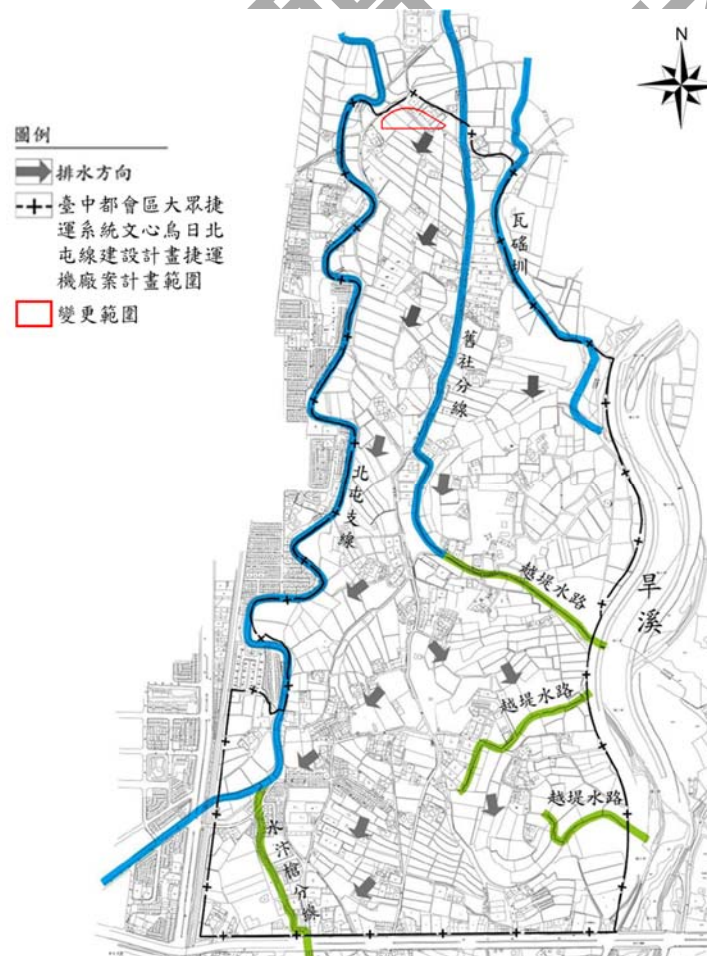 N
圖例
排水方向
臺中都會區大眾捷
運系統文心烏日北
屯線建設計畫捷運
機廠案計畫範圍
變更範圍
瓦磘圳
舊社分線
北屯支線
越堤水路
旱溪
越堤水路
越堤水路
水汴槍分線